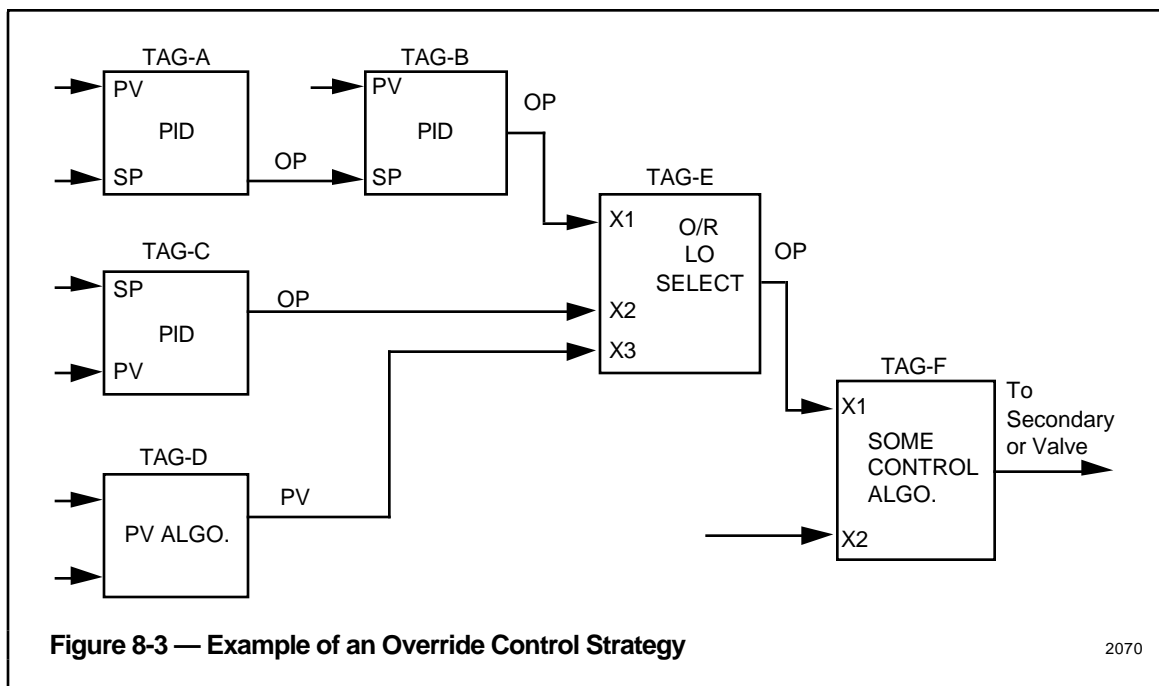 TAG-A
PV
PID
SP
OP
TAG-B
PV
PID
SP
OP
TAG-C
SP
PID
PV
OP
TAG-D
PV ALGO.
PV
TAG-E
X1
O/R
LO
SELECT
X2
X3
OP
TAG-F
X1
SOME
CONTROL
ALGO.
X2
To
Secondary
or Valve
Figure 8-3 — Example of an Override Control Strategy
2070